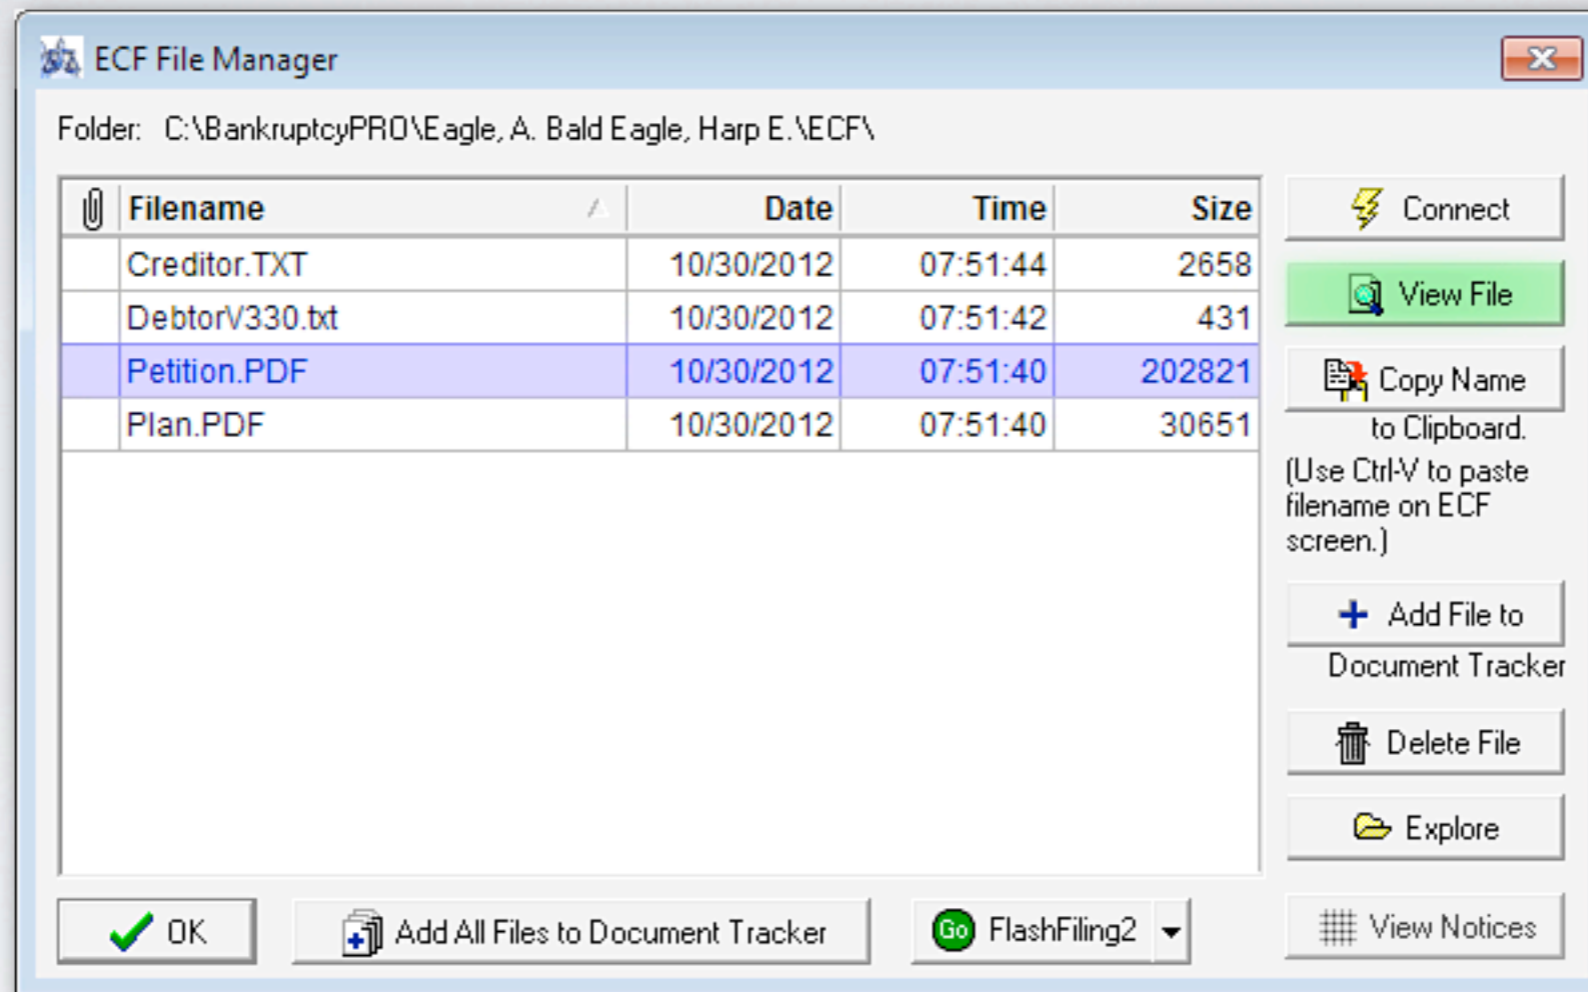 ECF File Manager
Folder: C:\BankruptcyPRO\Eagle, A. Bald Eagle, Harp E.\ECF\
Filename Date Time Size
Creditor.TXT 10/30/2012 07:51:44 2658
DebtorV330.txt 10/30/2012 07:51:42 431
Petition.PDF 10/30/2012 07:51:40 202821
Plan.PDF 10/30/2012 07:51:40 30651
Connect
View File
Copy Name
to Clipboard.
(Use Ctrl-V to paste
filename on ECF
screen.)
Add File to
Document Tracker
Delete File
Explore
OK
Add All Files to Document Tracker
Go FlashFiling2
View Notices